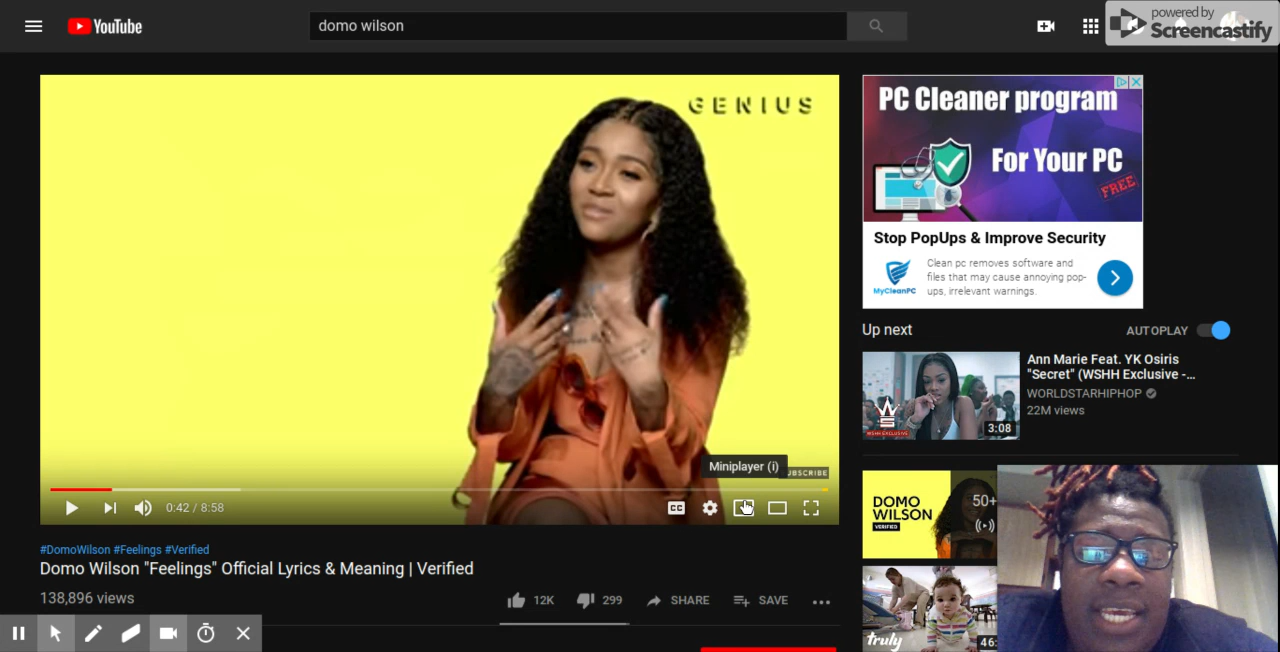 YouTube
domo wilson
powered by
Screencastify
GENIUS
Miniplayer (i)
0:42 / 8:58
CC
#DomoWilson #Feelings #Verified
Domo Wilson "Feelings" Official Lyrics & Meaning | Verified
138,896 views
12K
299
SHARE
SAVE
PC Cleaner program
For Your PC
FREE
Stop PopUps & Improve Security
MyCleanPC
Clean pc removes software and
files that may cause annoying pop-
ups, irrelevant warnings.
Up next
AUTOPLAY
WSHH EXCLUSIVE
3:08
Ann Marie Feat. YK Osiris
"Secret" (WSHH Exclusive -...
WORLDSTARHIPHOP
22M views
DOMO
WILSON
VERIFIED
50+
truly
46: